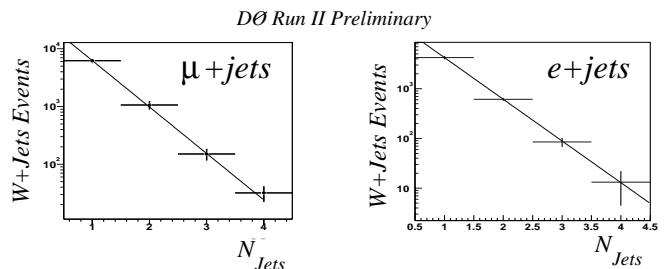 DØ Run II Preliminary
μ+jets
W+Jets Events
10⁴
10³
10²
1 2 3 4
N_Jets
e+jets
W+Jets Events
10³
10²
10
0.5 1 1.5 2 2.5 3 3.5 4 4.5
N_Jets